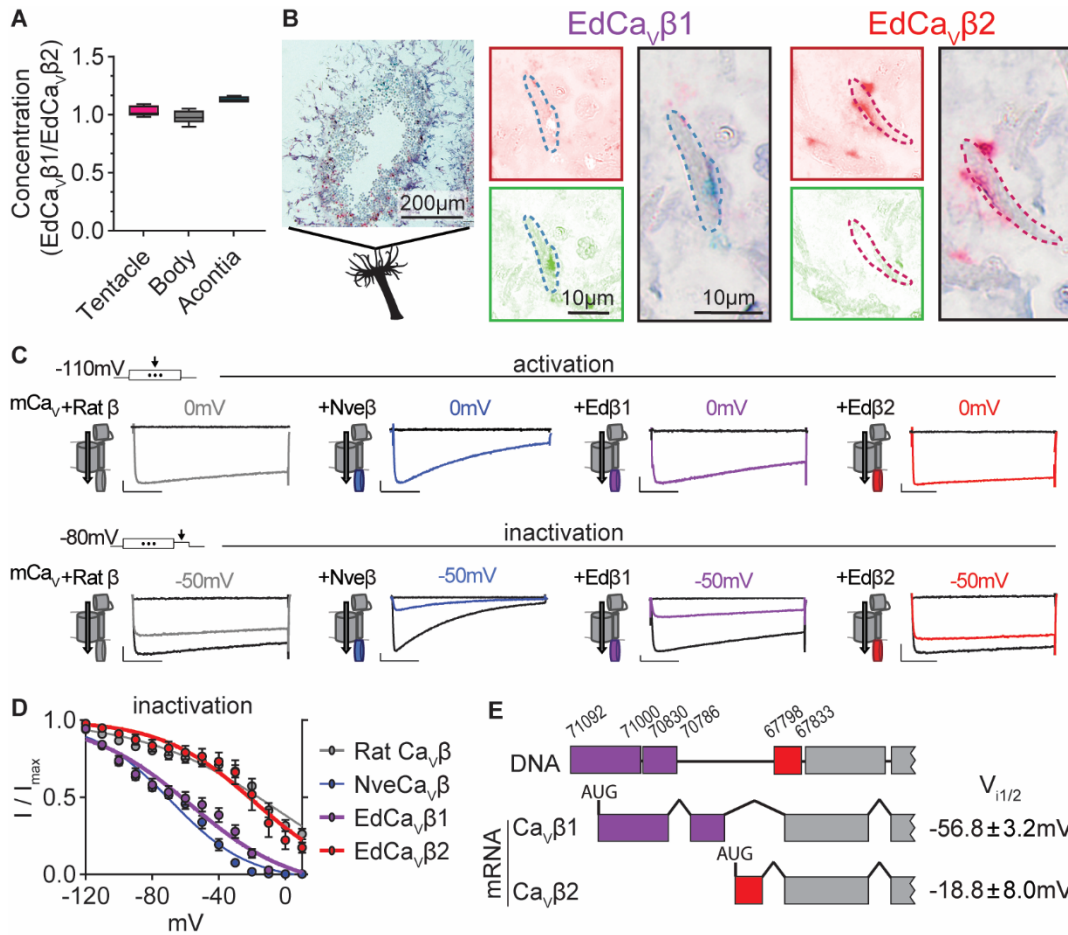 A
Concentration
(EdCaVβ1/EdCaVβ2)
1.5
1.0
0.5
0.0
Tentacle
Body
Acontia
B
200µm
EdCaVβ1
10µm
10µm
EdCaVβ2
C
-110mV
activation
mCaV+Rat β
0mV
+Nveβ
0mV
+Edβ1
0mV
+Edβ2
0mV
-80mV
inactivation
mCaV+Rat β
-50mV
+Nveβ
-50mV
+Edβ1
-50mV
+Edβ2
-50mV
D
inactivation
I / Imax
1.0
0.5
0.0
-120
-80
-40
0
mV
Rat CaVβ
NveCaVβ
EdCaVβ1
EdCaVβ2
E
71092
71000
70830
70786
67798
67833
DNA
Vi1/2
mRNA
AUG
CaVβ1
-56.8±3.2mV
AUG
CaVβ2
-18.8±8.0mV